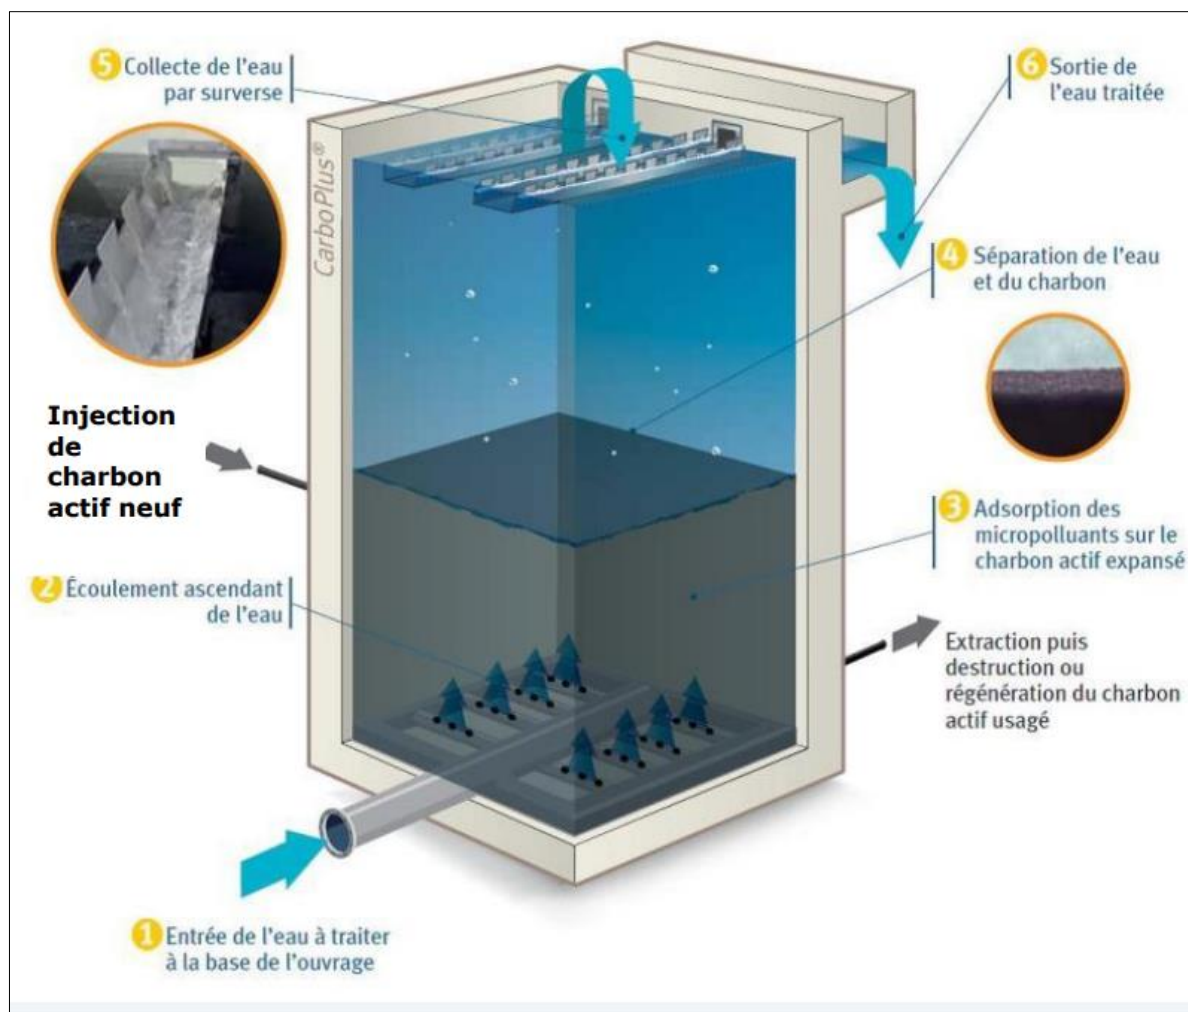 5 Collecte de l'eau
par surverse
6 Sortie de
l'eau traitée
CarboPlus®
4 Séparation de l'eau
et du charbon
Injection
de
charbon
actif neuf
3 Adsorption des
micropolluants sur le
charbon actif expansé
2 Écoulement ascendant
de l'eau
Extraction puis
destruction ou
régénération du charbon
actif usagé
1 Entrée de l'eau à traiter
à la base de l'ouvrage